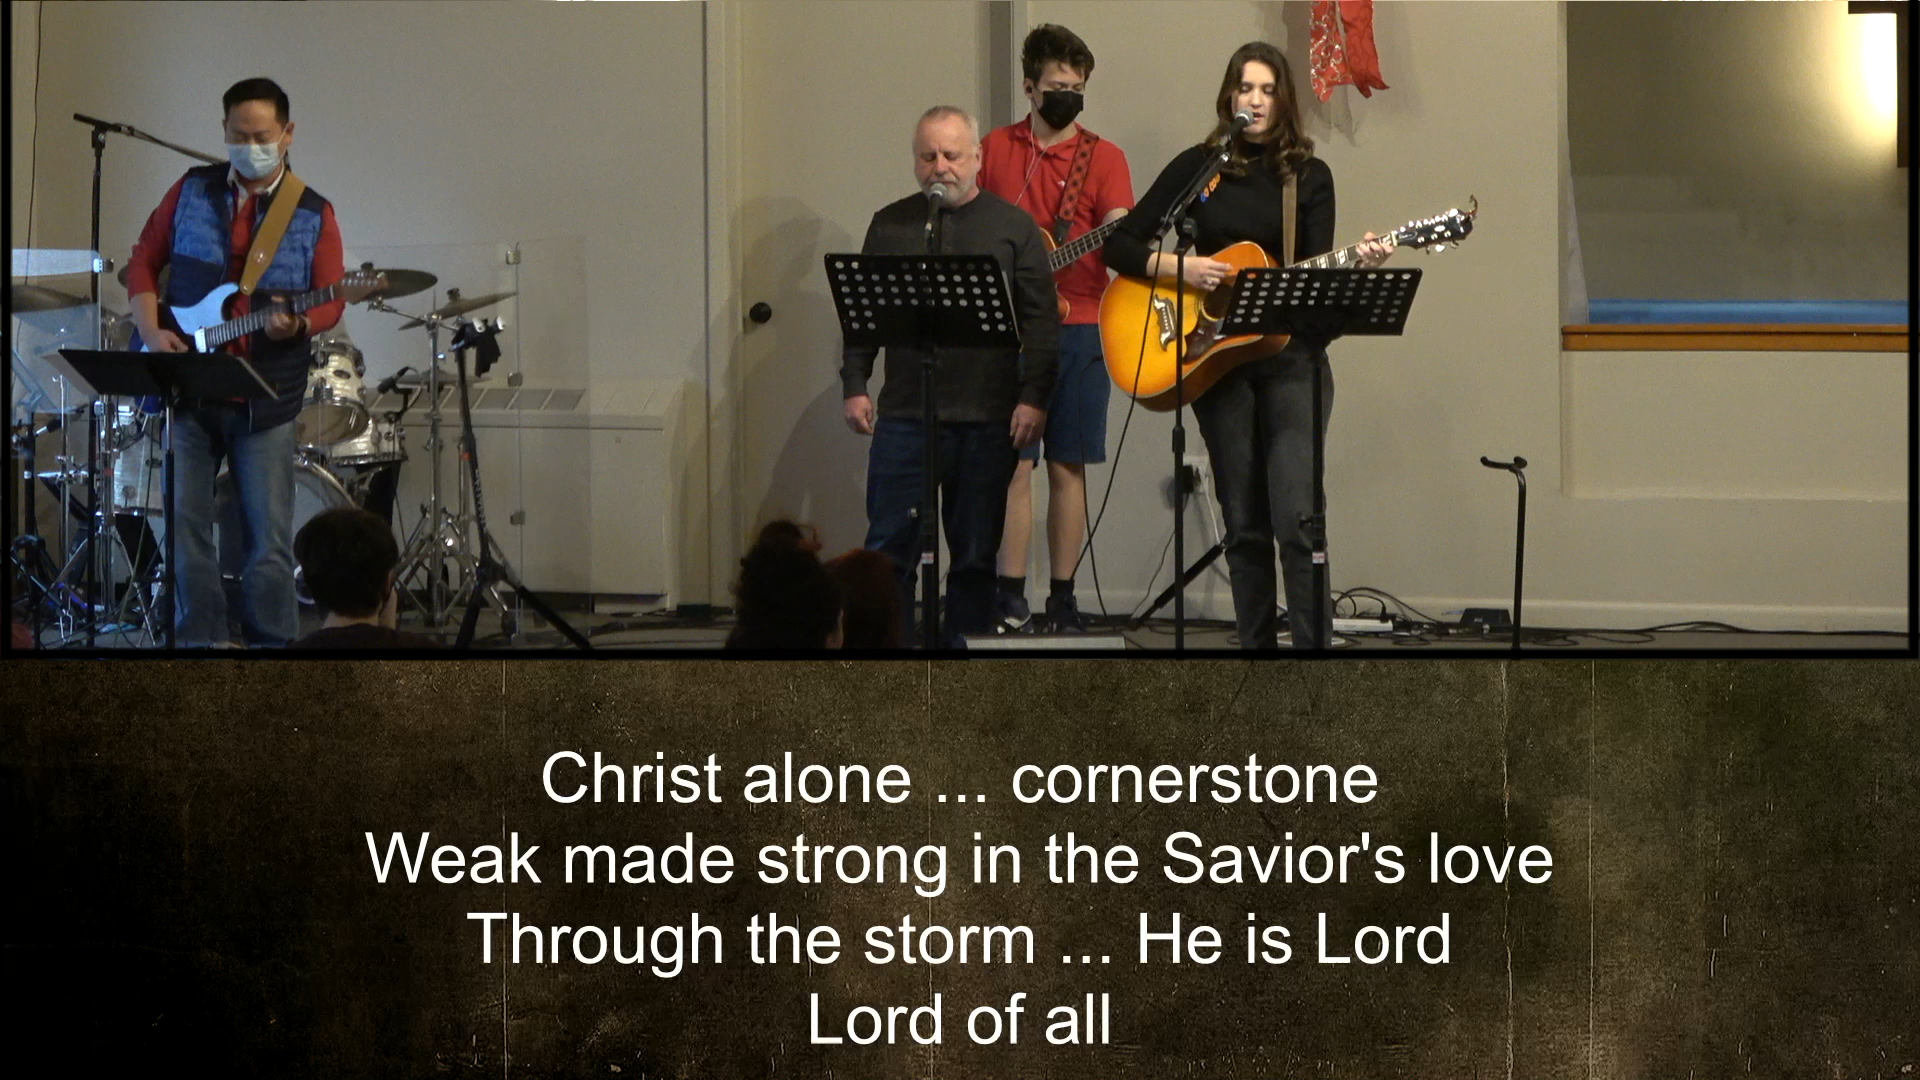 Christ alone ... cornerstone
Weak made strong in the Savior's love
Through the storm ... He is Lord
Lord of all